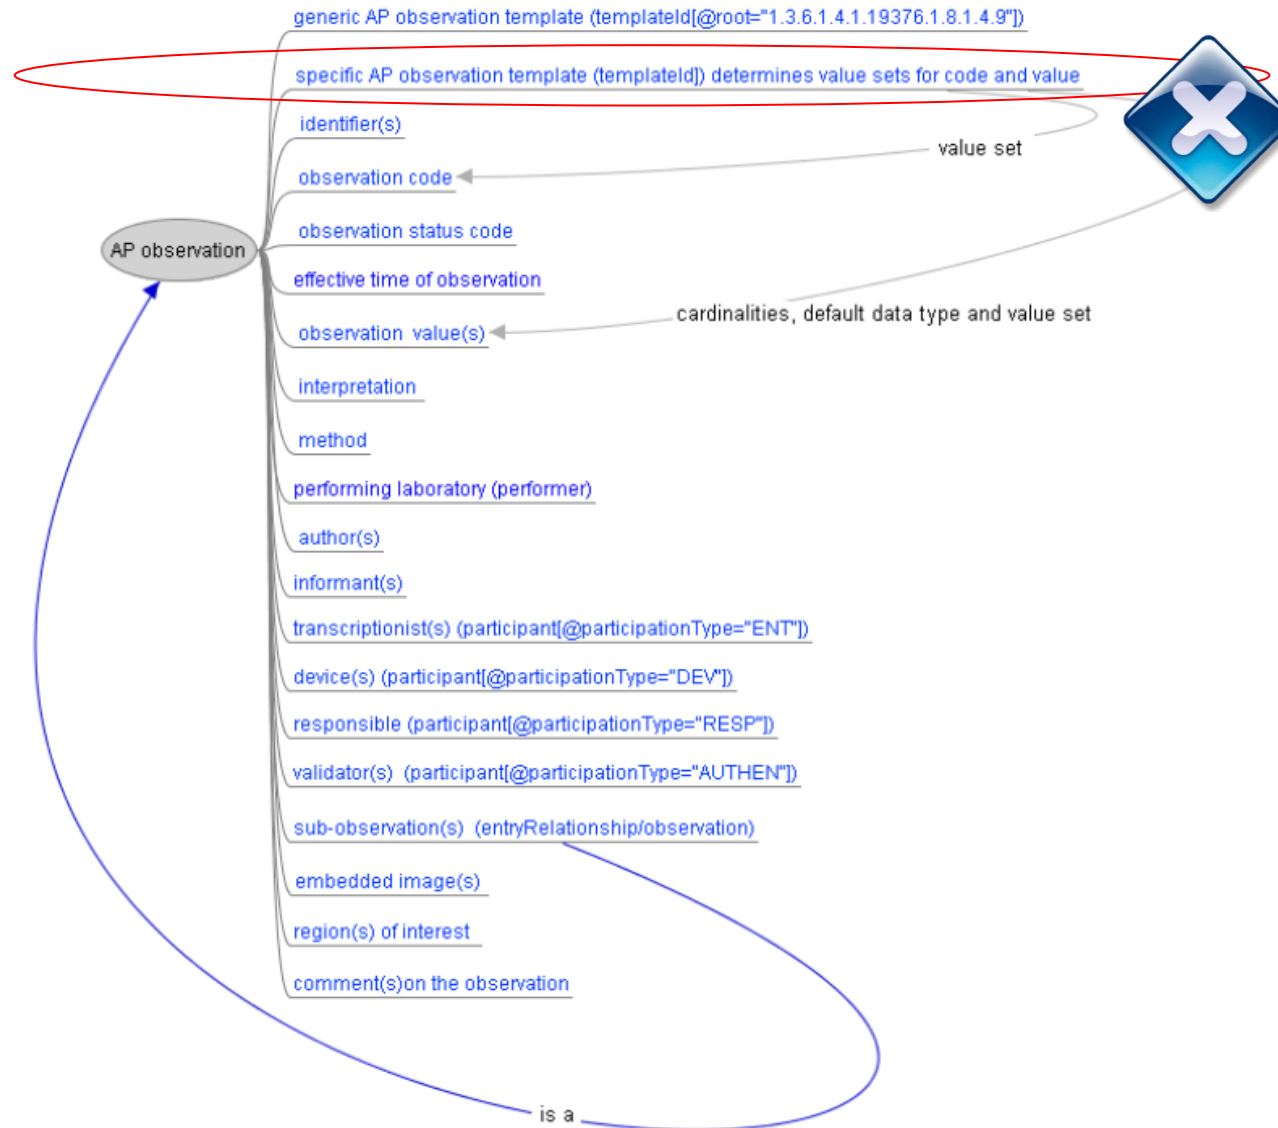 generic AP observation template (templateId[@root="1.3.6.1.4.1.19376.1.8.1.4.9"])
specific AP observation template (templateId]) determines value sets for code and value
identifier(s)
value set
observation code
observation status code
AP observation
effective time of observation
cardinalities, default data type and value set
observation value(s)
interpretation
method
performing laboratory (performer)
author(s)
informant(s)
transcriptionist(s) (participant[@participationType="ENT"])
device(s) (participant[@participationType="DEV"])
responsible (participant[@participationType="RESP"])
validator(s) (participant[@participationType="AUTHEN"])
sub-observation(s) (entryRelationship/observation)
embedded image(s)
region(s) of interest
comment(s)on the observation
is a